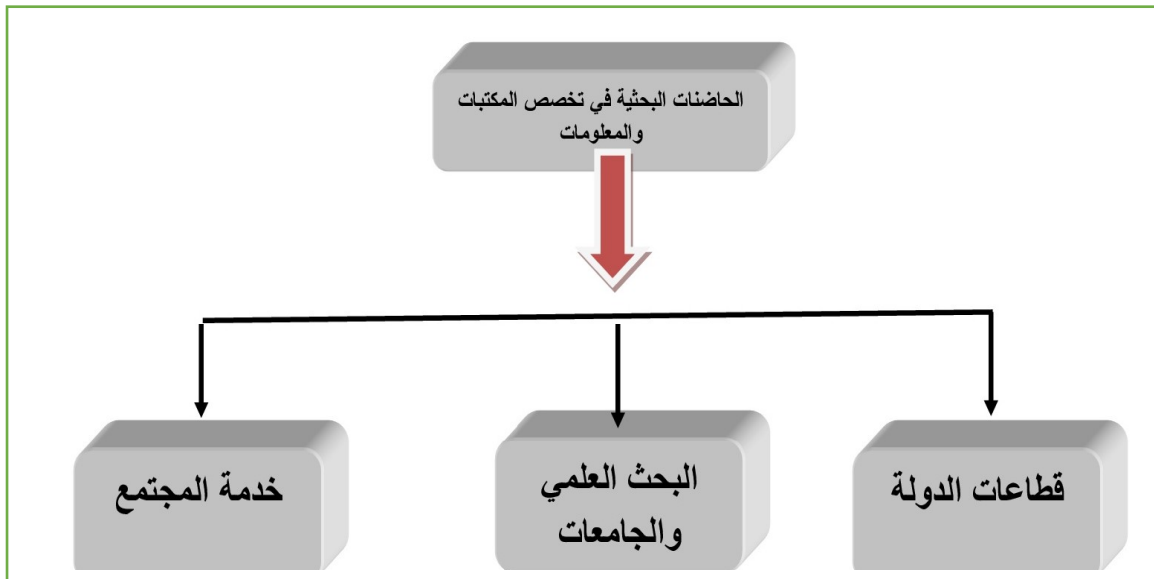 الحاضنات البحثية في تخصص المكتبات
والمعلومات
قطاعات الدولة
البحث العلمي
والجامعات
خدمة المجتمع